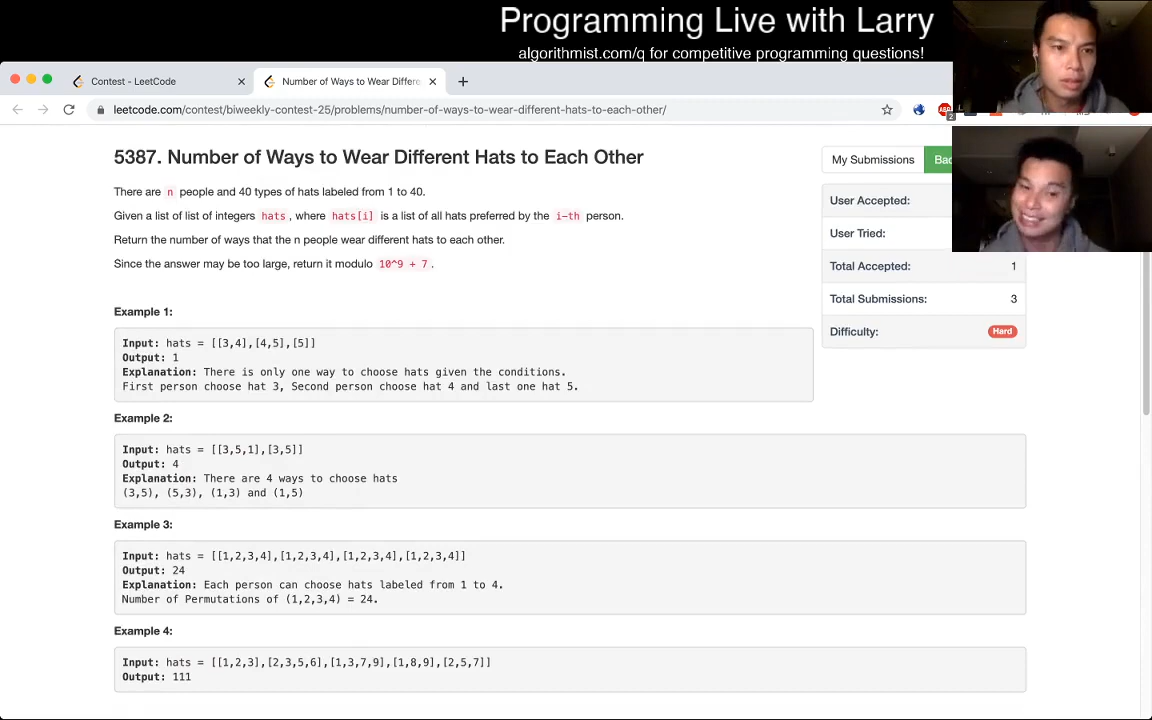 Programming Live with Larry
algorithmist.com/q for competitive programming questions!
Contest - LeetCode
Number of Ways to Wear Differe
leetcode.com/contest/biweekly-contest-25/problems/number-of-ways-to-wear-different-hats-to-each-other/
5387. Number of Ways to Wear Different Hats to Each Other
My Submissions
Bac
There are n people and 40 types of hats labeled from 1 to 40.
Given a list of list of integers hats, where hats[i] is a list of all hats preferred by the i-th person.
Return the number of ways that the n people wear different hats to each other.
Since the answer may be too large, return it modulo 10^9 + 7.
User Accepted:
User Tried:
Total Accepted: 1
Total Submissions: 3
Difficulty: Hard
Example 1:
Input: hats = [[3,4],[4,5],[5]]
Output: 1
Explanation: There is only one way to choose hats given the conditions.
First person choose hat 3, Second person choose hat 4 and last one hat 5.
Example 2:
Input: hats = [[3,5,1],[3,5]]
Output: 4
Explanation: There are 4 ways to choose hats
(3,5), (5,3), (1,3) and (1,5)
Example 3:
Input: hats = [[1,2,3,4],[1,2,3,4],[1,2,3,4],[1,2,3,4]]
Output: 24
Explanation: Each person can choose hats labeled from 1 to 4.
Number of Permutations of (1,2,3,4) = 24.
Example 4:
Input: hats = [[1,2,3],[2,3,5,6],[1,3,7,9],[1,8,9],[2,5,7]]
Output: 111